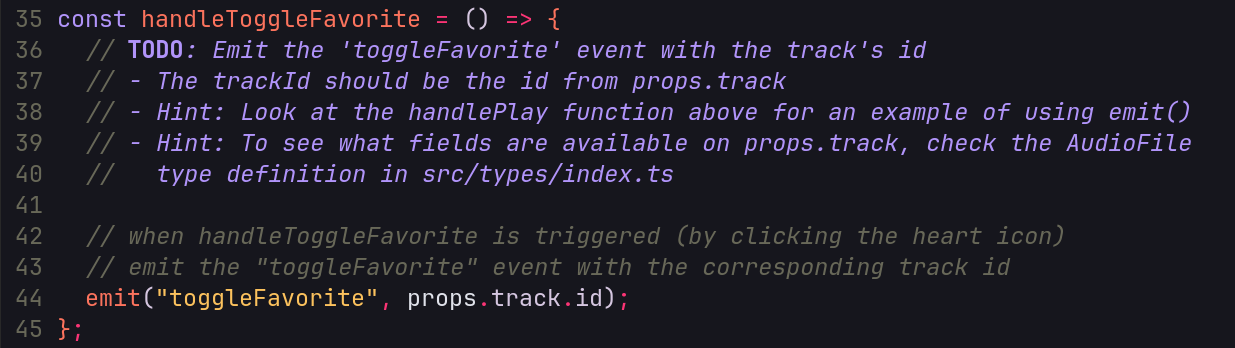 35 const handleToggleFavorite = () => {
36   // TODO: Emit the 'toggleFavorite' event with the track's id
37   // - The trackId should be the id from props.track
38   // - Hint: Look at the handlePlay function above for an example of using emit()
39   // - Hint: To see what fields are available on props.track, check the AudioFile
40   //   type definition in src/types/index.ts
41
42   // when handleToggleFavorite is triggered (by clicking the heart icon)
43   // emit the "toggleFavorite" event with the corresponding track id
44   emit("toggleFavorite", props.track.id);
45 };